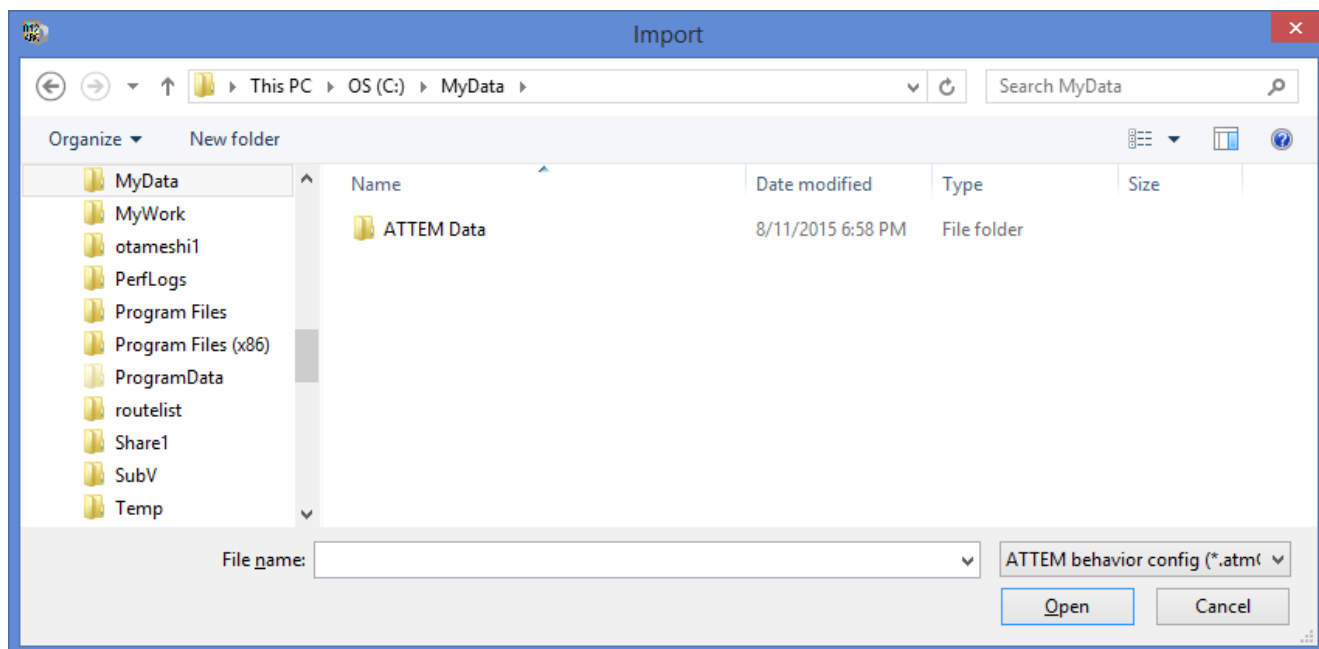 Import
This PC OS (C:) MyData
Search MyData
Organize New folder
MyData
MyWork
otameshi1
PerfLogs
Program Files
Program Files (x86)
ProgramData
routelist
Share1
SubV
Temp
Name Date modified Type Size
ATTEM Data 8/11/2015 6:58 PM File folder
File name:
ATTEM behavior config (*.atm
Open Cancel